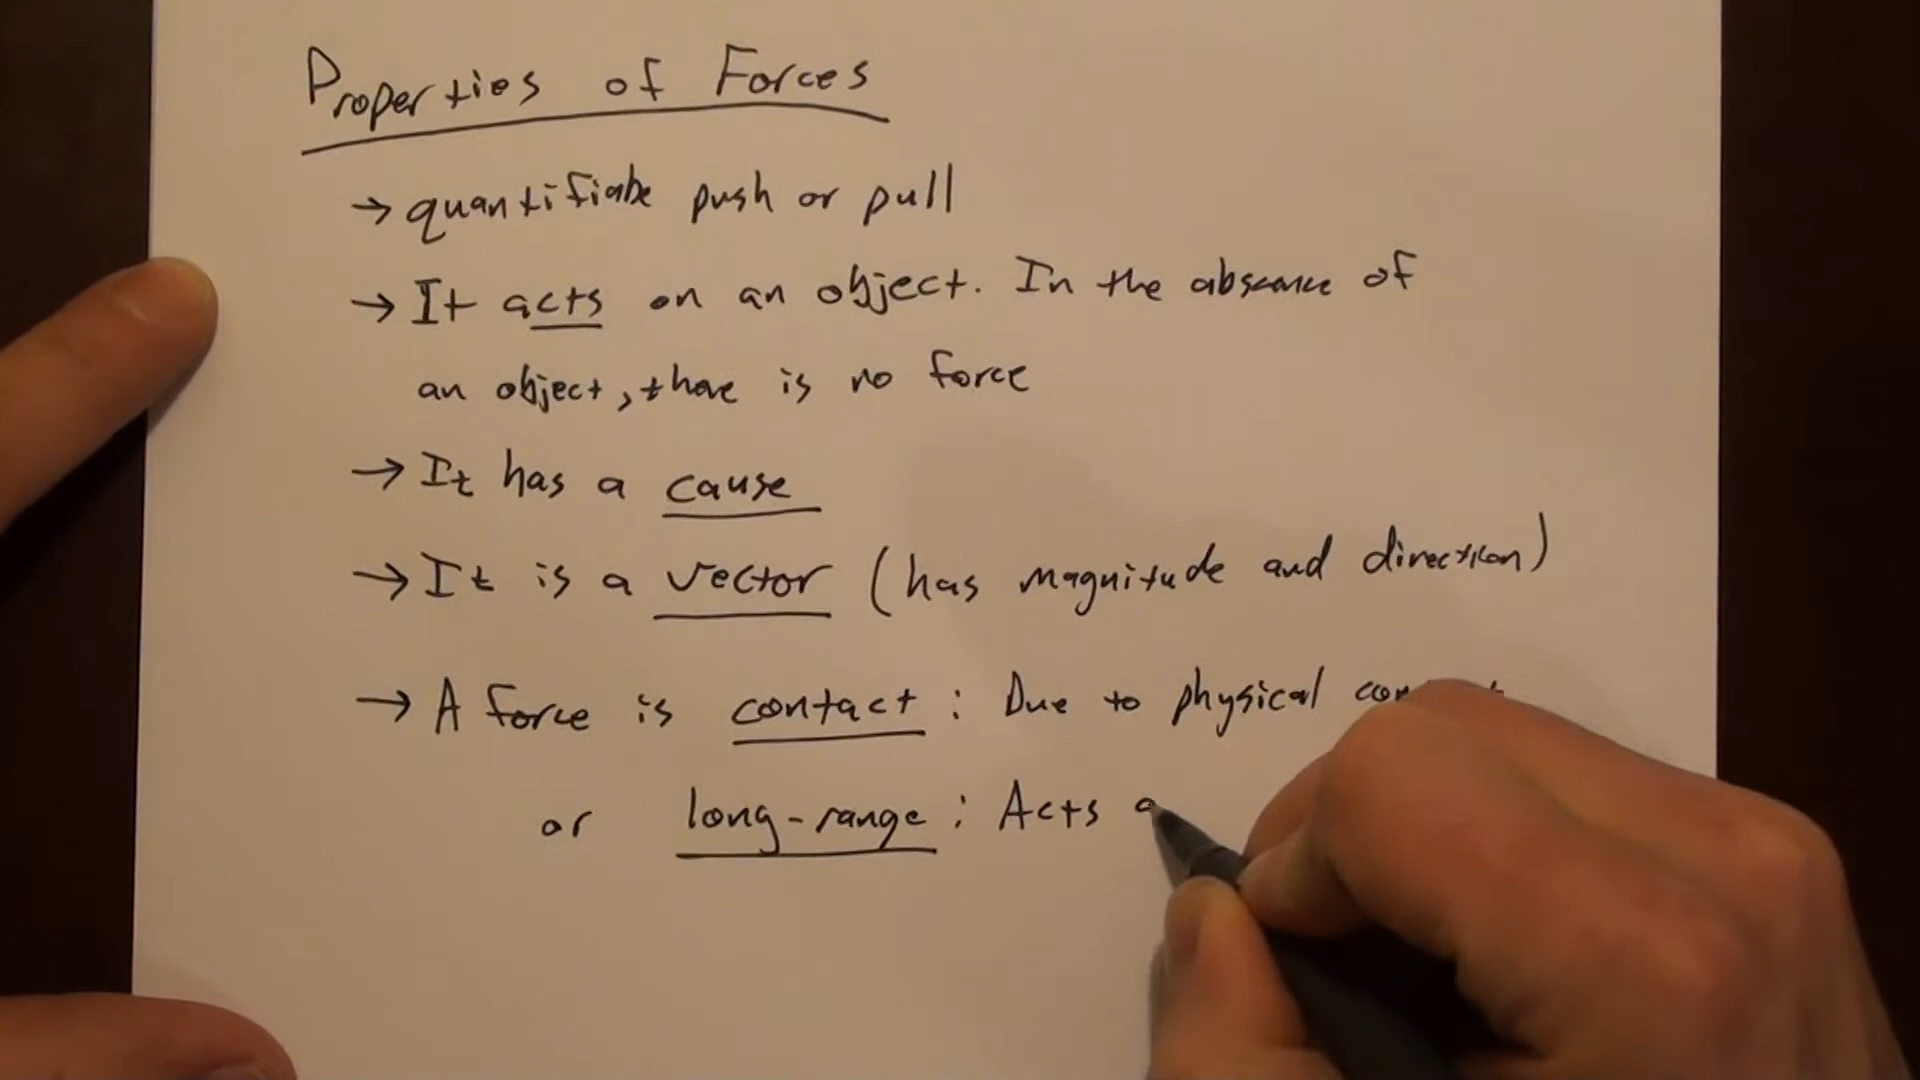 Properties of Forces
→ quantifiabe push or pull
→ It acts on an object. In the absence of
an object, there is no force
→ It has a cause
→ It is a vector (has magnitude and direction)
→ A force is contact : Due to physical
or long-range : Acts